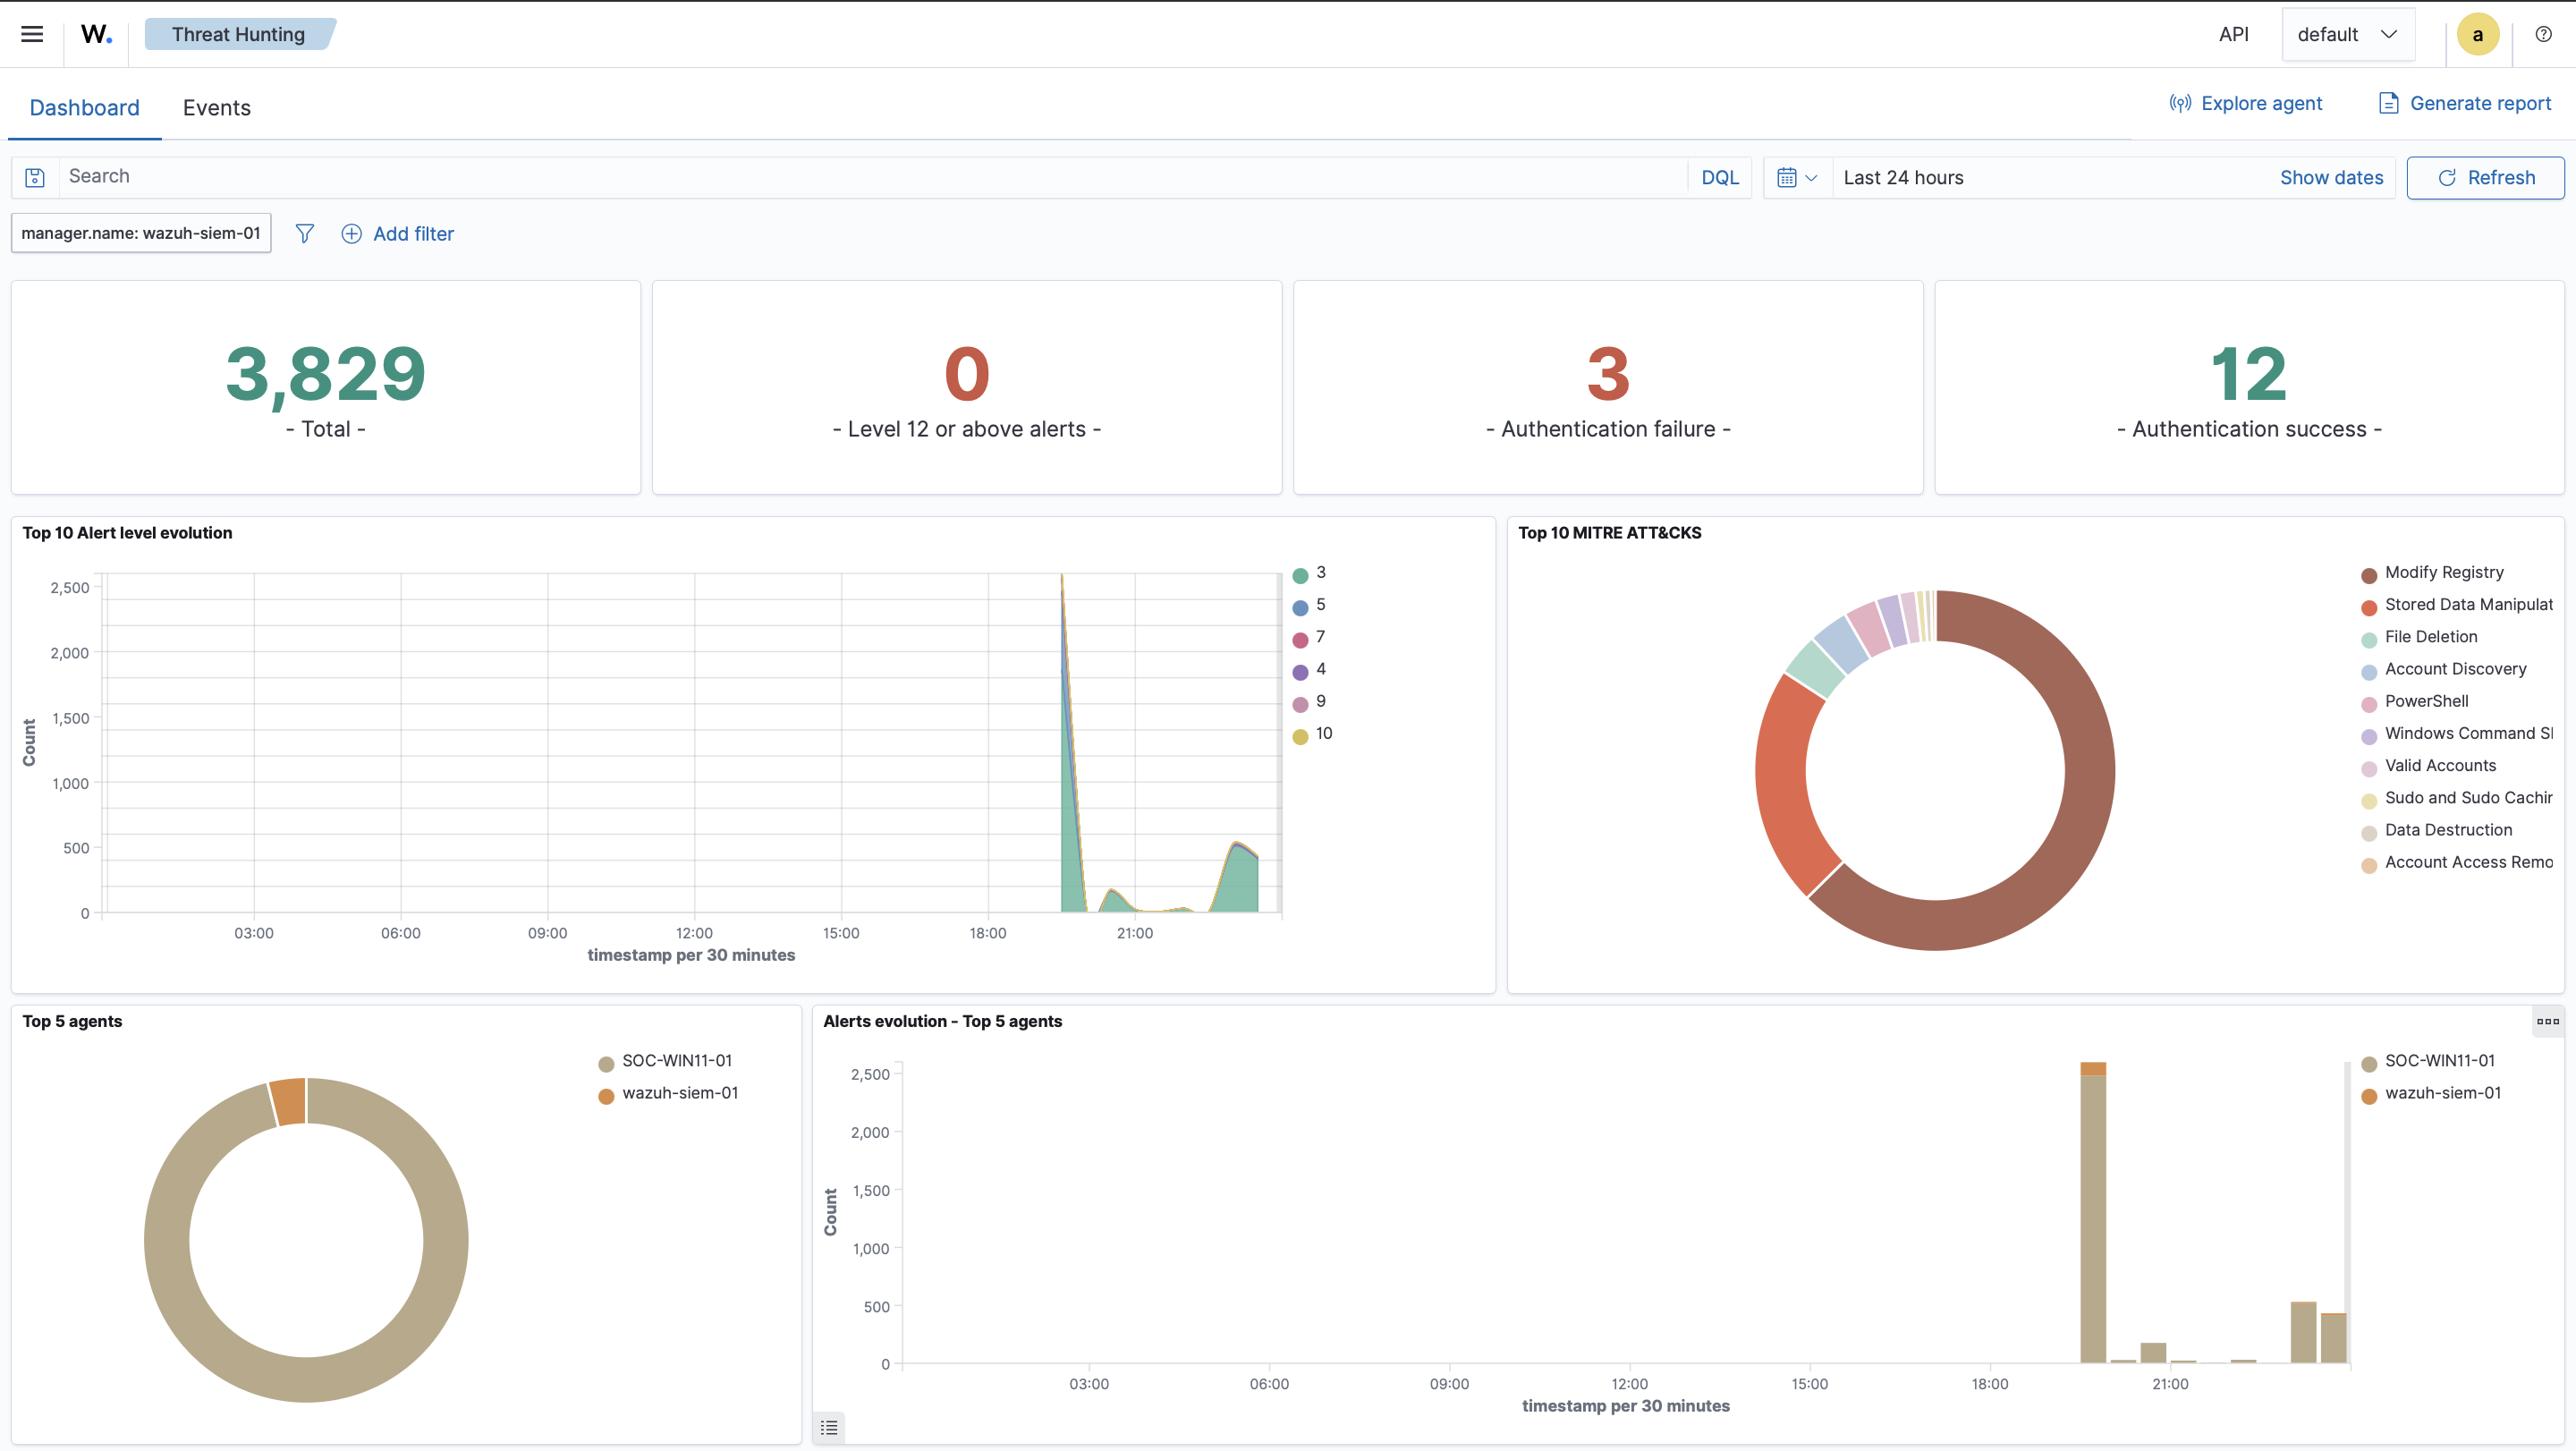 W.
Threat Hunting
API
default
a
Dashboard
Events
Explore agent
Generate report
Search
DQL
Last 24 hours
Show dates
Refresh
manager.name: wazuh-siem-01
Add filter
3,829
- Total -
0
- Level 12 or above alerts -
3
- Authentication failure -
12
- Authentication success -
Top 10 Alert level evolution
Count
2,500
2,000
1,500
1,000
500
0
03:00
06:00
09:00
12:00
15:00
18:00
21:00
timestamp per 30 minutes
3
5
7
4
9
10
Top 10 MITRE ATT&CKS
Modify Registry
Stored Data Manipulat
File Deletion
Account Discovery
PowerShell
Windows Command Sl
Valid Accounts
Sudo and Sudo Cachir
Data Destruction
Account Access Remo
Top 5 agents
SOC-WIN11-01
wazuh-siem-01
Alerts evolution - Top 5 agents
Count
2,500
2,000
1,500
1,000
500
0
03:00
06:00
09:00
12:00
15:00
18:00
21:00
timestamp per 30 minutes
SOC-WIN11-01
wazuh-siem-01